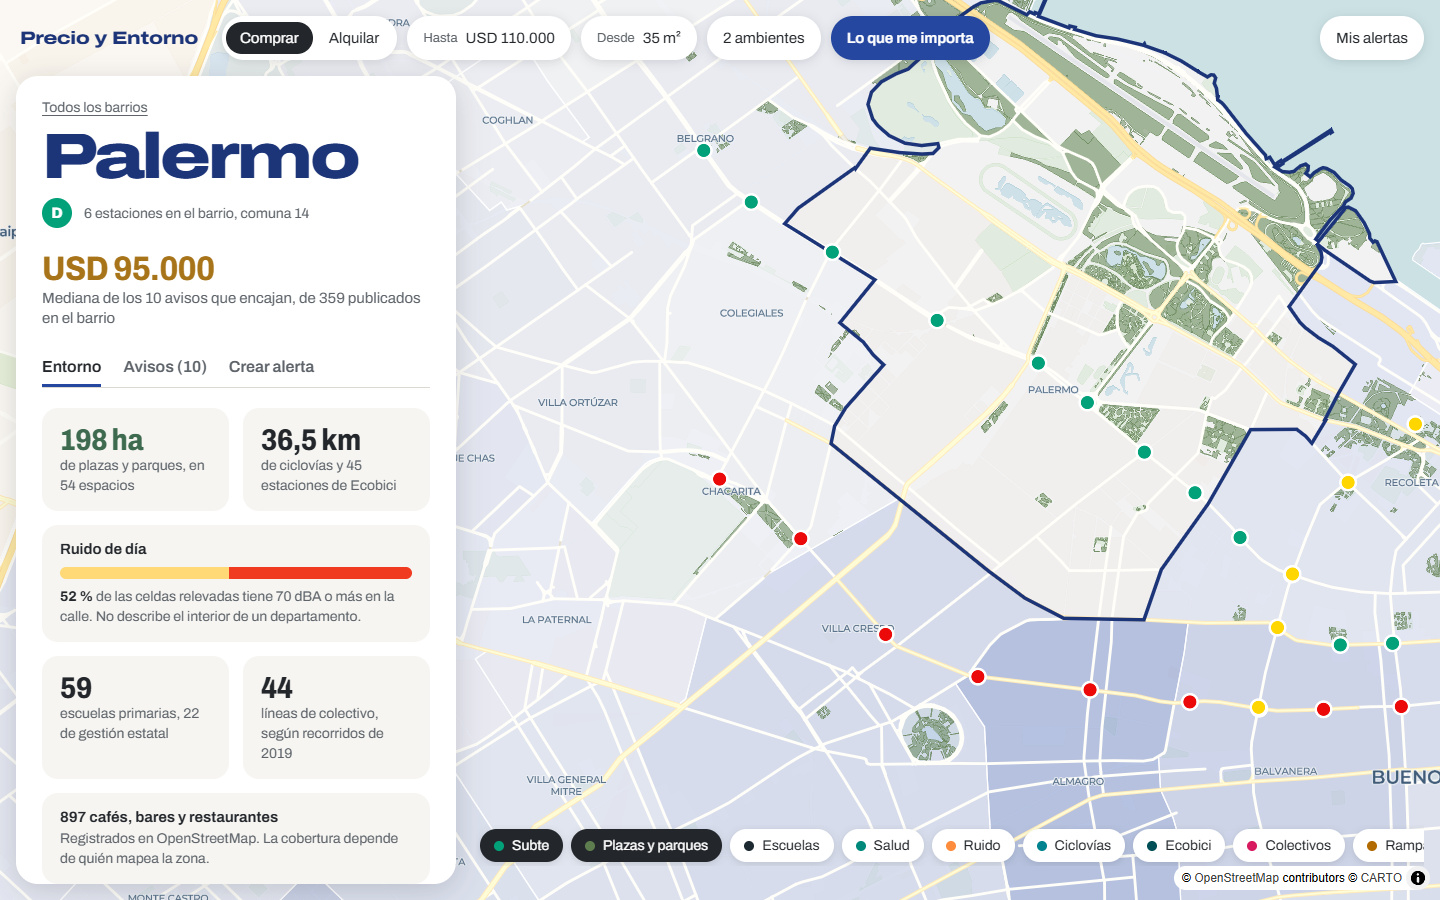 Precio y Entorno
Comprar
Alquilar
Hasta USD 110.000
Desde 35 m²
2 ambientes
Lo que me importa
Mis alertas
Todos los barrios
Palermo
D
6 estaciones en el barrio, comuna 14
USD 95.000
Mediana de los 10 avisos que encajan, de 359 publicados
en el barrio
Entorno
Avisos (10)
Crear alerta
198 ha
de plazas y parques, en
54 espacios
36,5 km
de ciclovías y 45
estaciones de Ecobici
Ruido de día
52 % de las celdas relevadas tiene 70 dBA o más en la
calle. No describe el interior de un departamento.
59
escuelas primarias, 22
de gestión estatal
44
líneas de colectivo,
según recorridos de
2019
897 cafés, bares y restaurantes
Registrados en OpenStreetMap. La cobertura depende
de quién mapea la zona.
COGHLAN
BELGRANO
COLEGIALES
VILLA ORTÚZAR
PALERMO
CHACARITA
RECOLETA
LA PATERNAL
VILLA CRESPO
VILLA GENERAL
MITRE
ALMAGRO
BALVANERA
BUENO
MONTE CASTRO
Subte
Plazas y parques
Escuelas
Salud
Ruido
Ciclovías
Ecobici
Colectivos
Ramp
© OpenStreetMap contributors © CARTO